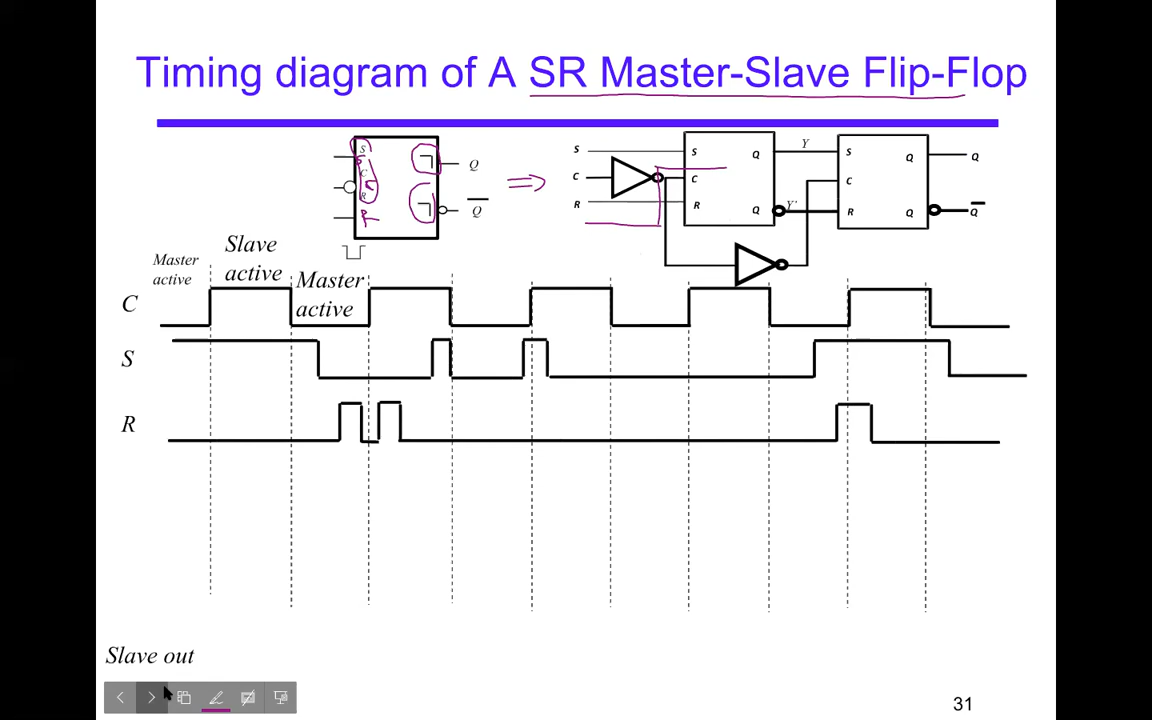 Timing diagram of A SR Master-Slave Flip-Flop
S
C
R
R
Q
Q
S
C
R
S
C
R
Q
Q
Y
Y'
S
C
R
Q
Q
Q
Q
Master
active
Slave
active
Master
active
C
S
R
Slave out
31